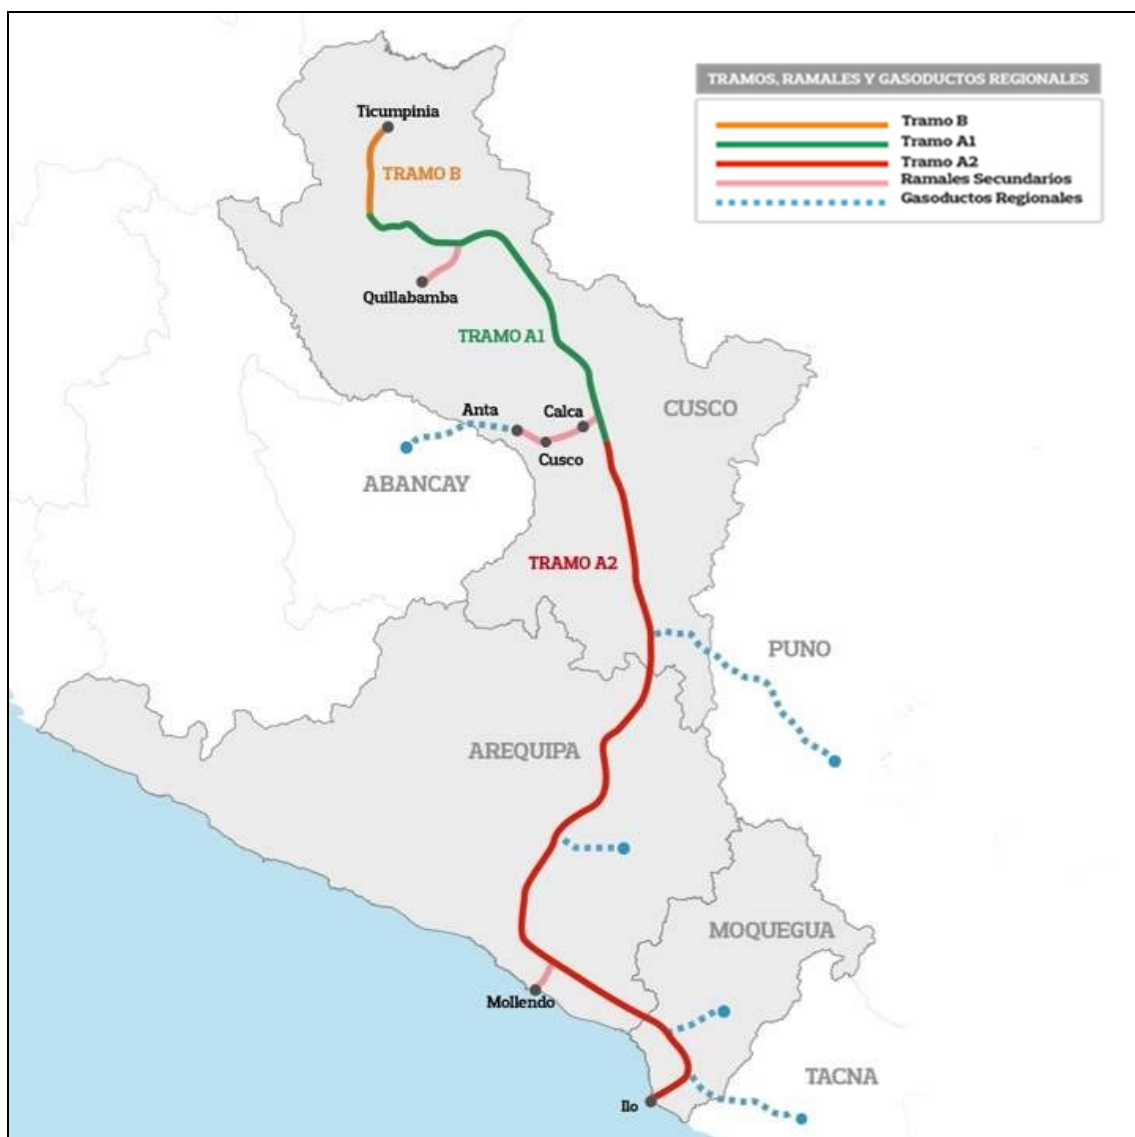 TRAMOS, RAMALES Y GASODUCTOS REGIONALES
Tramo B
Tramo A1
Tramo A2
Ramales Secundarios
Gasoductos Regionales
Ticumpinia
TRAMO B
Quillabamba
TRAMO A1
Anta
Calca
CUSCO
Cusco
ABANCAY
TRAMO A2
PUNO
AREQUIPA
MOQUEGUA
Mollendo
TACNA
Ilo